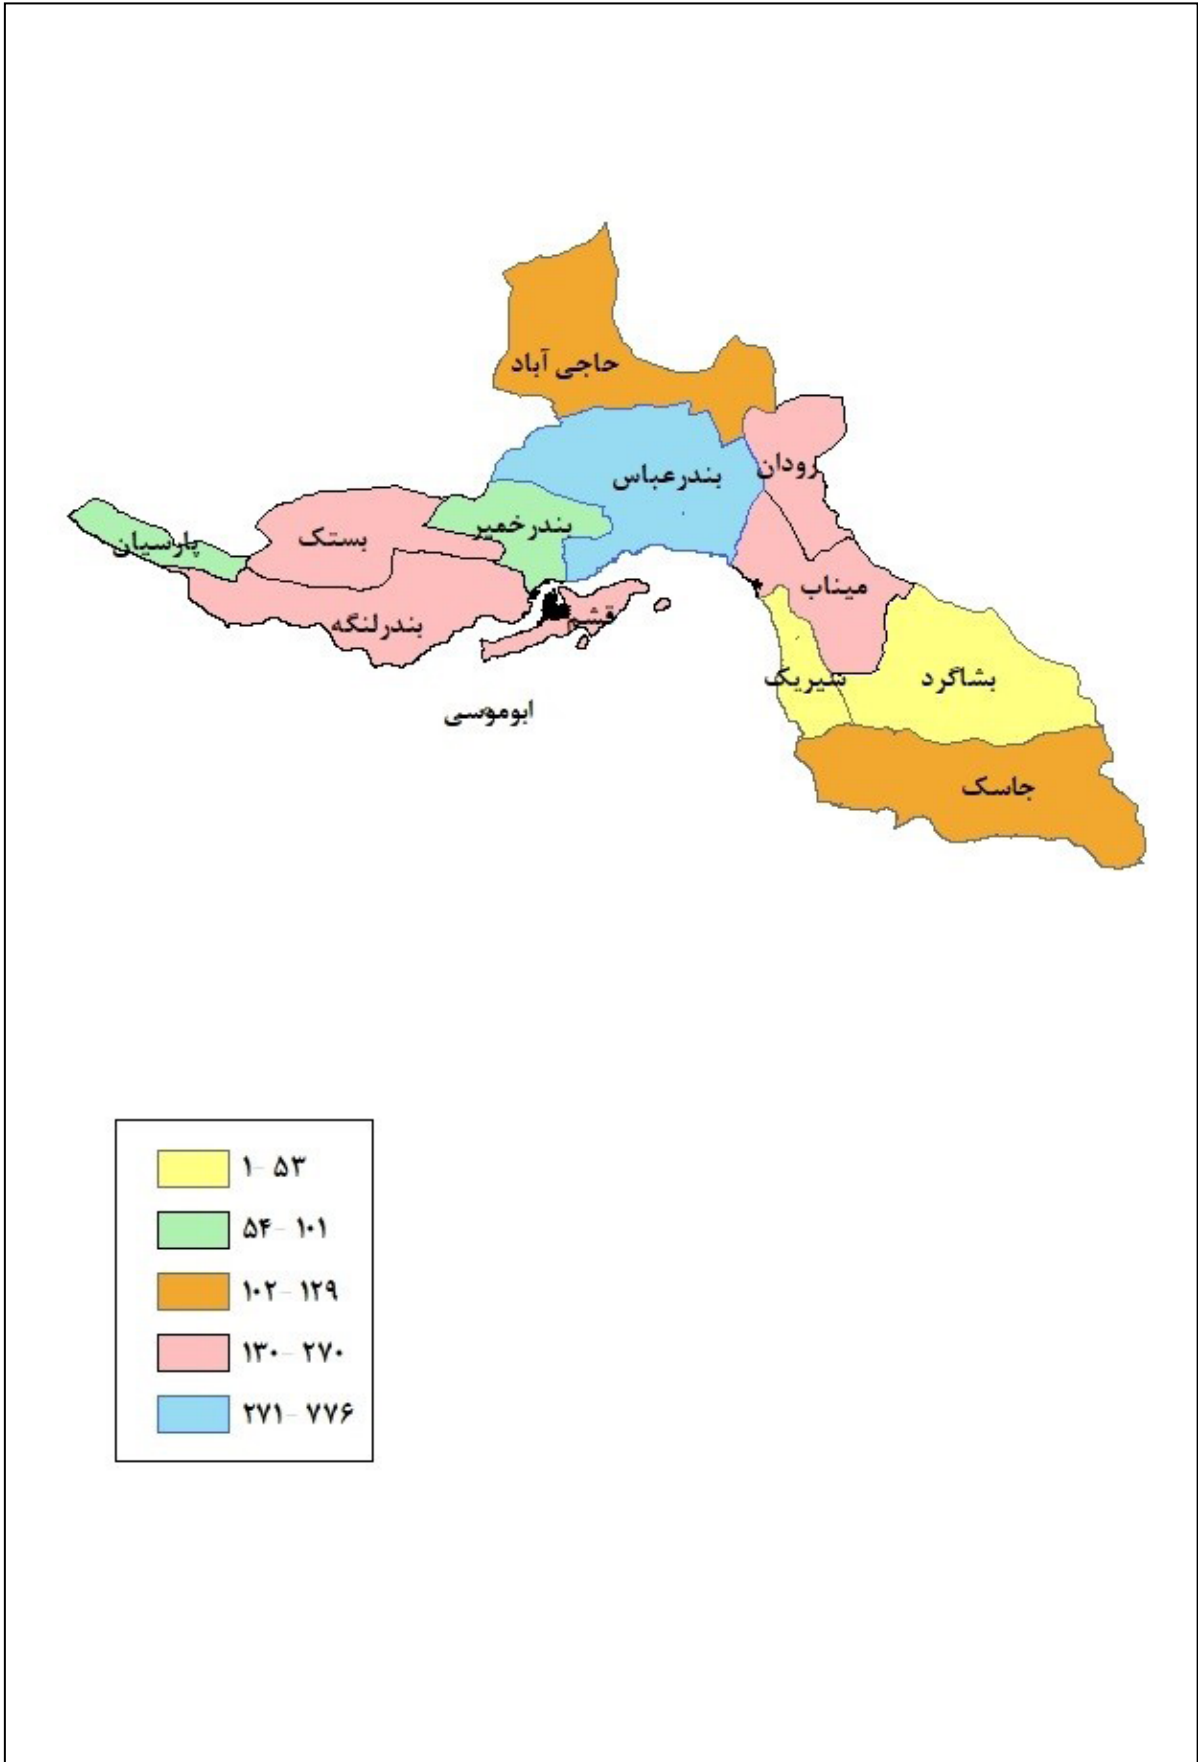 حاجی آباد
رودان
بندرعباس
بندرخمیر
بستک
پارسیان
میناب
قشم
بندرلنگه
شیریک
بشاگرد
ابوموسی
جاسک
۱- ۵۳
۵۴ - ۱۰۱
۱۰۲- ۱۲۹
۱۳۰- ۲۷۰
۲۷۱- ۷۷۶